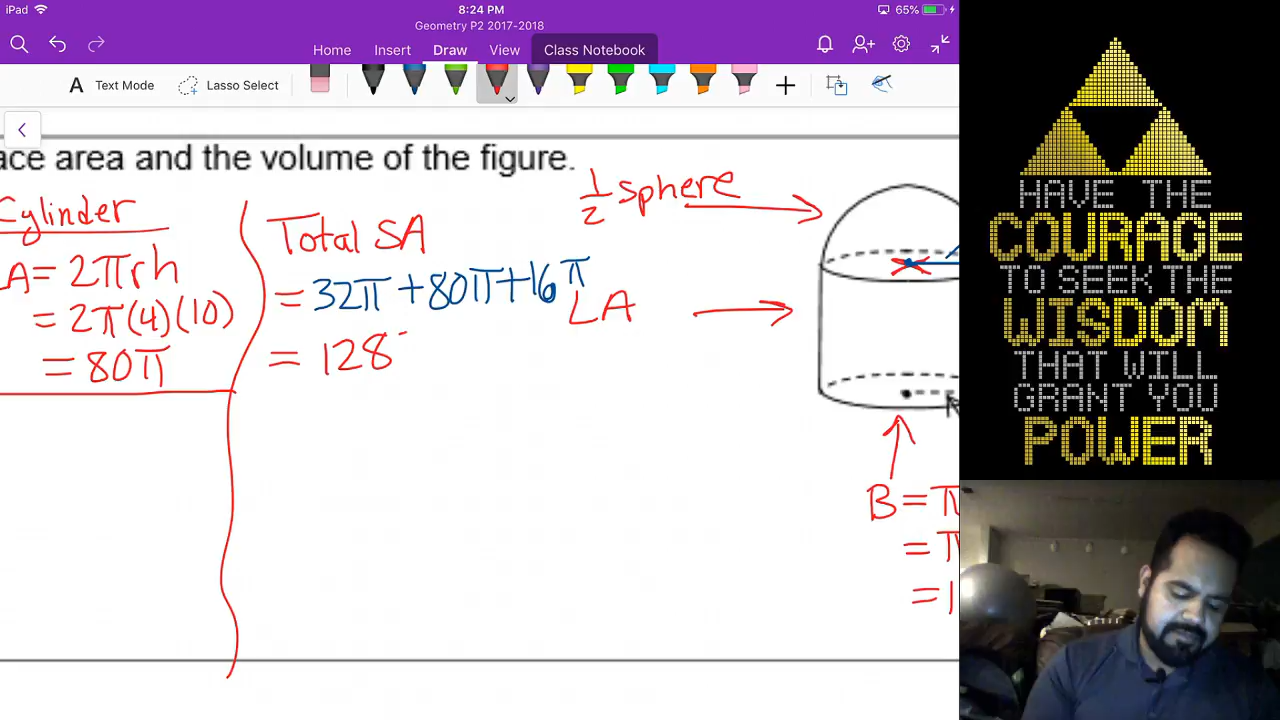 iPad
8:24 PM
65%
Geometry P2 2017-2018
Home Insert Draw View Class Notebook
A Text Mode Lasso Select
ace area and the volume of the figure.
Cylinder
A = 2πrh
= 2π(4)(10)
= 80π
Total SA
= 32π + 80π + 16π
= 128
1/2 sphere
LA
B = π
= π
= 1
HAVE THE
COURAGE
TO SEEK THE
WISDOM
THAT WILL
GRANT YOU
POWER